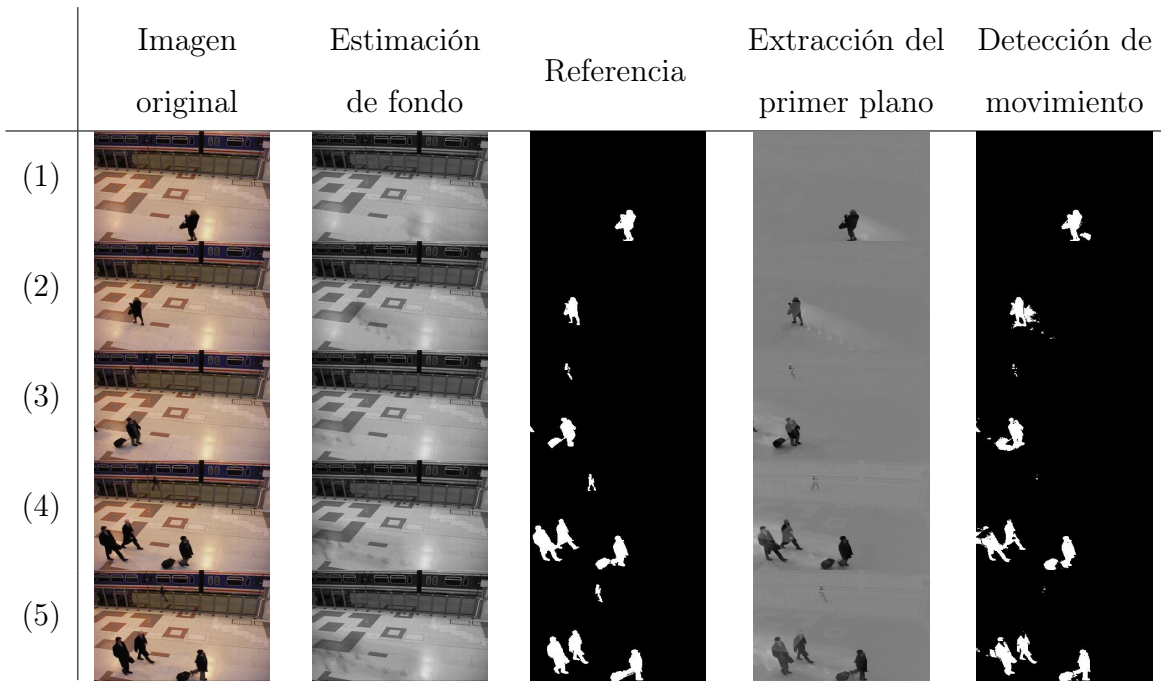 Imagen original
Estimación de fondo
Referencia
Extracción del primer plano
Detección de movimiento
(1)
(2)
(3)
(4)
(5)